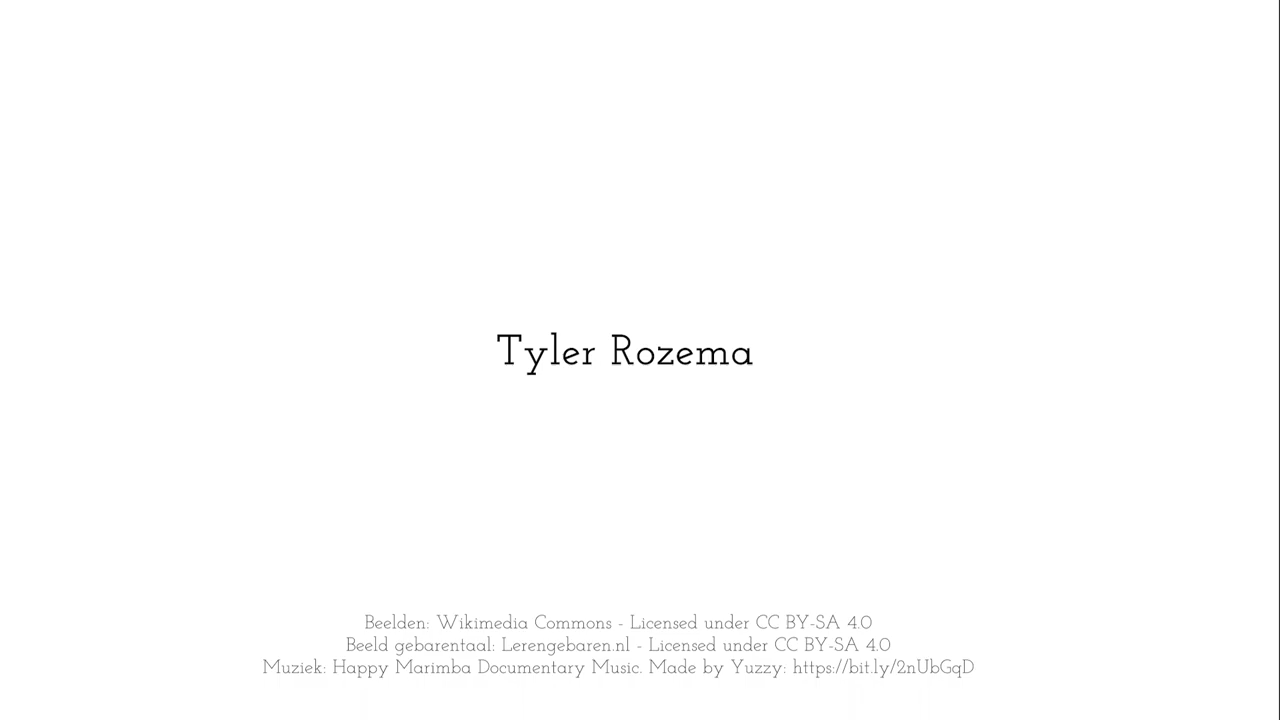 Tyler Rozema
Beelden: Wikimedia Commons - Licensed under CC BY-SA 4.0
Beeld gebarentaal: Lerengebaren.nl - Licensed under CC BY-SA 4.0
Muziek: Happy Marimba Documentary Music. Made by Yuzzy: https://bit.ly/2nUbGqD